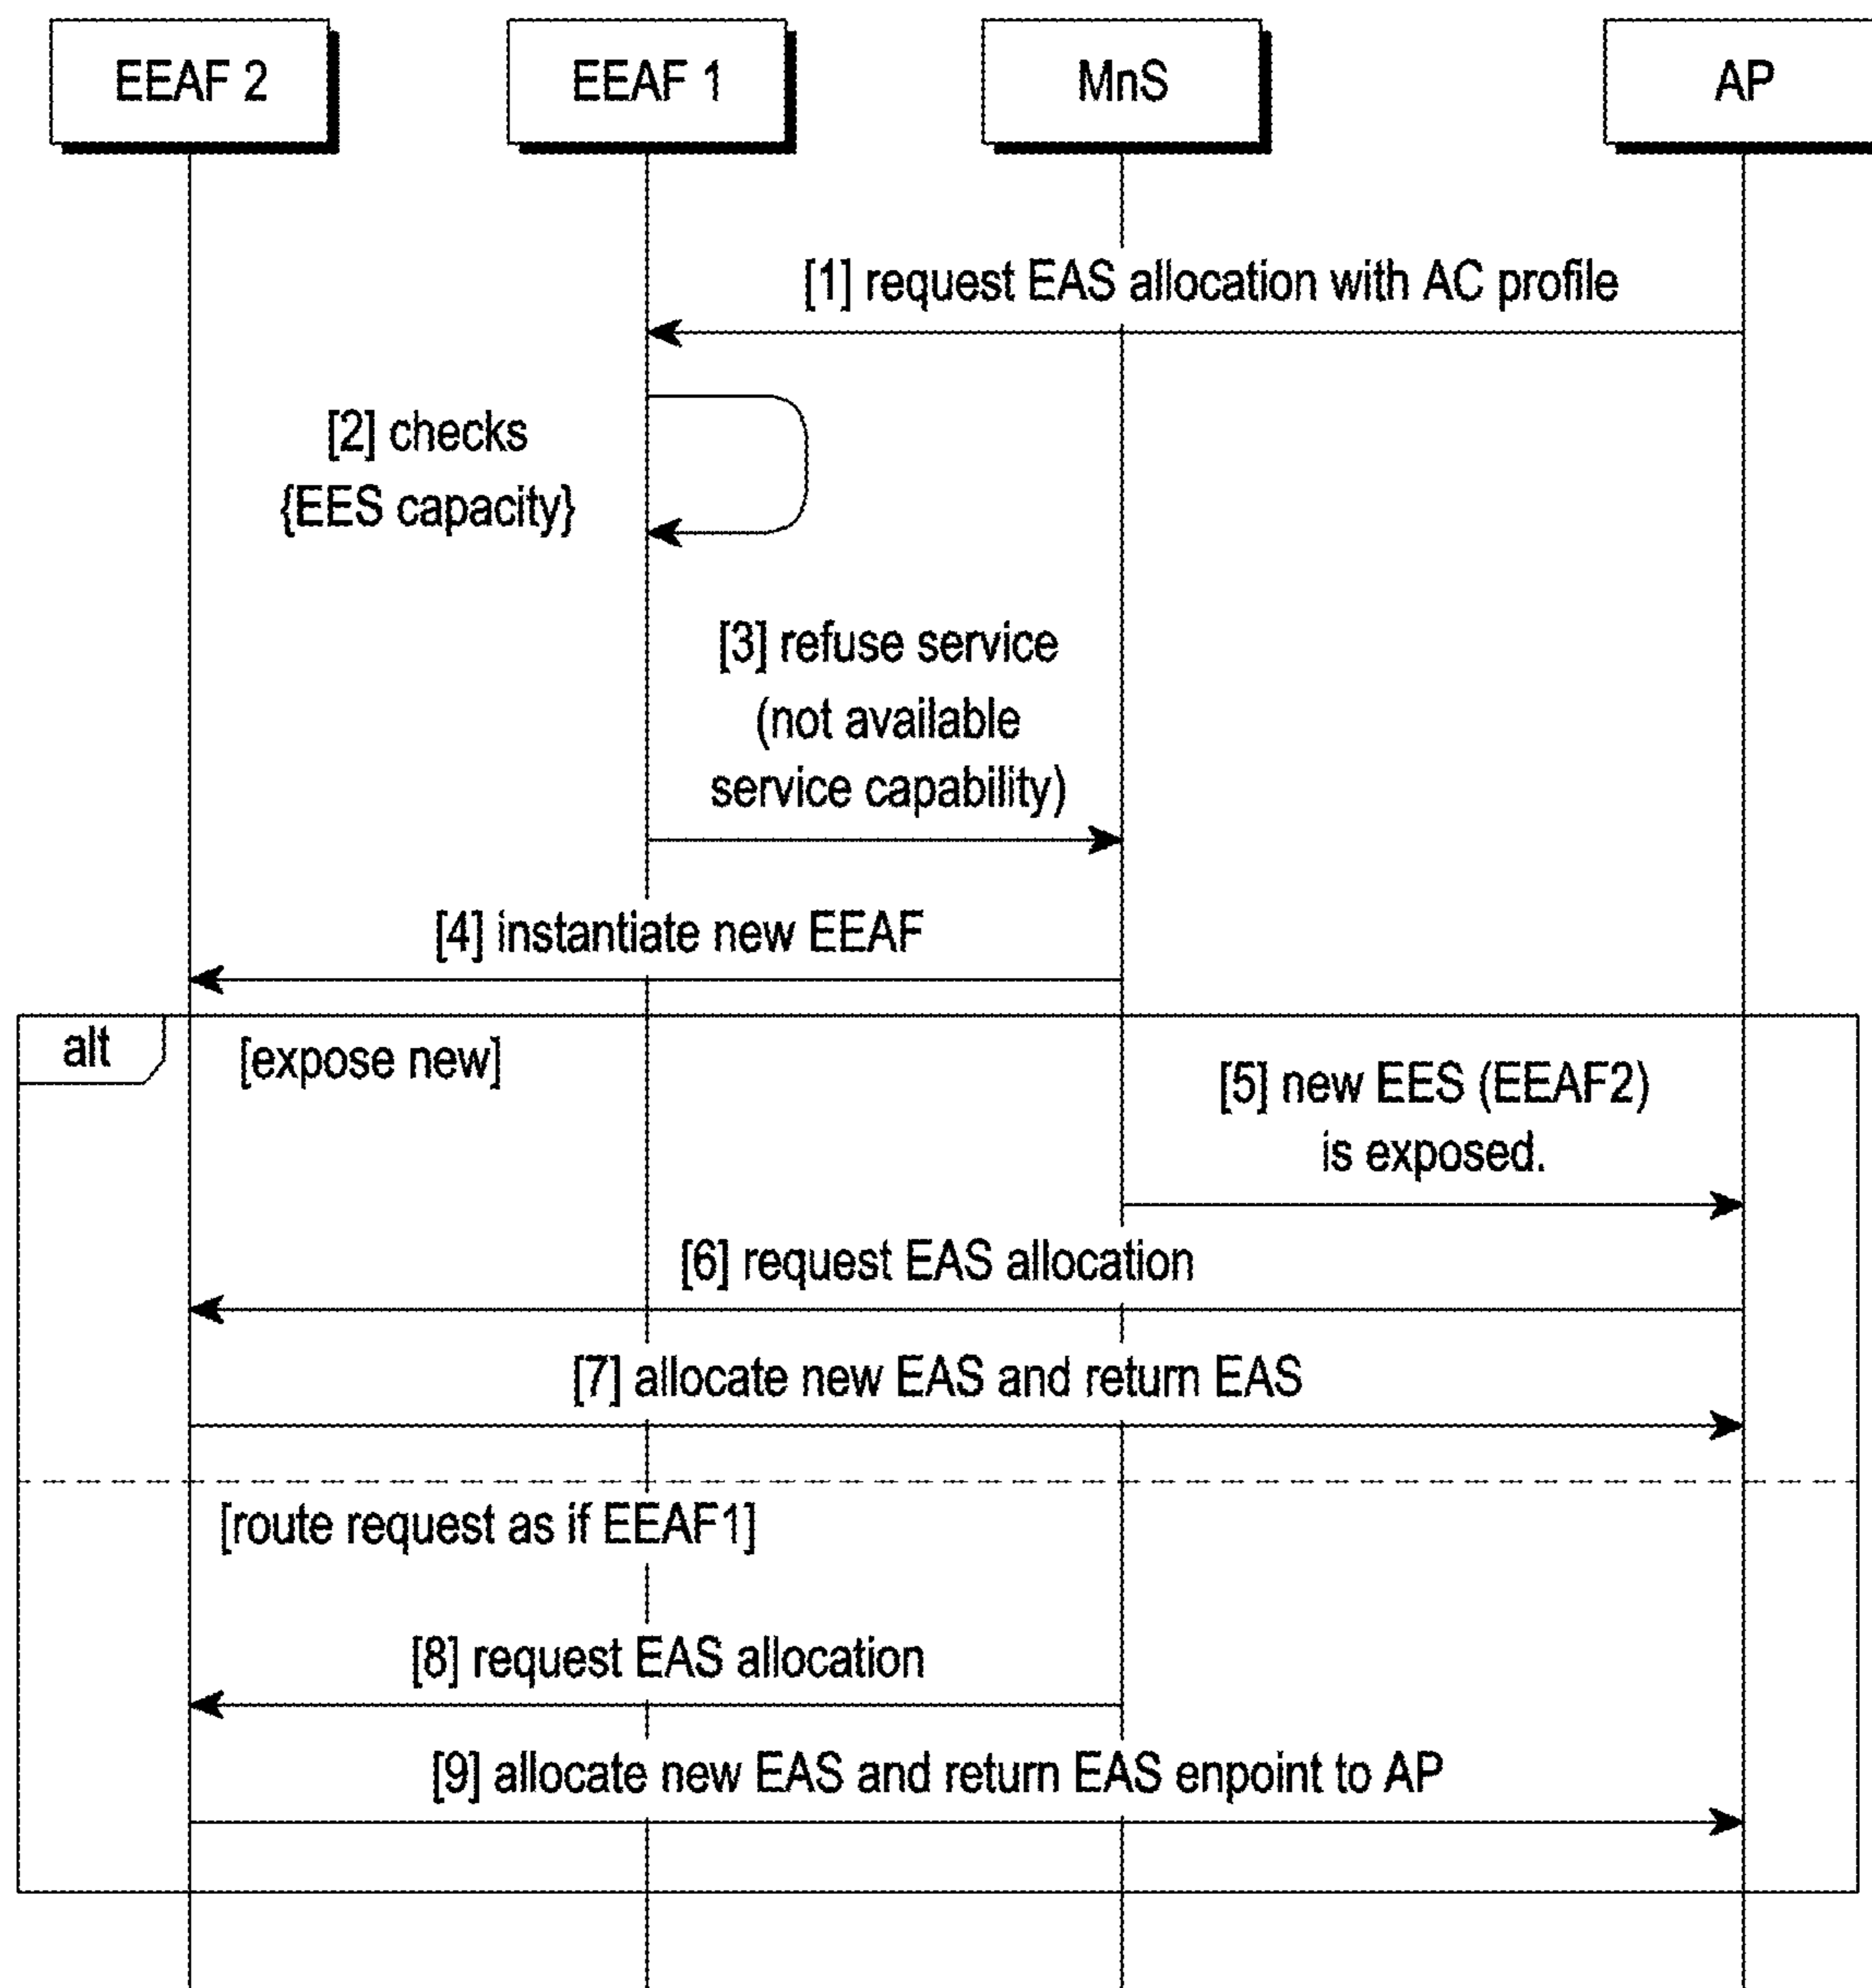 EEAF 2
EEAF 1
MnS
AP
[1] request EAS allocation with AC profile
[2] checks
{EES capacity}
[3] refuse service
(not available
service capability)
[4] instantiate new EEAF
alt
[expose new]
[5] new EES (EEAF2)
is exposed.
[6] request EAS allocation
[7] allocate new EAS and return EAS
[route request as if EEAF1]
[8] request EAS allocation
[9] allocate new EAS and return EAS enpoint to AP